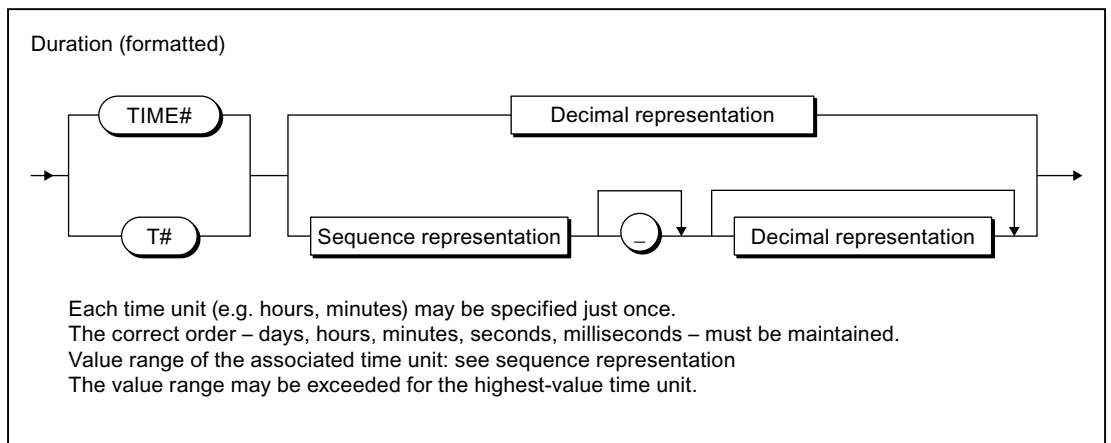 Duration (formatted)
TIME#
Decimal representation
T#
Sequence representation
_
Decimal representation
Each time unit (e.g. hours, minutes) may be specified just once.
The correct order – days, hours, minutes, seconds, milliseconds – must be maintained.
Value range of the associated time unit: see sequence representation
The value range may be exceeded for the highest-value time unit.